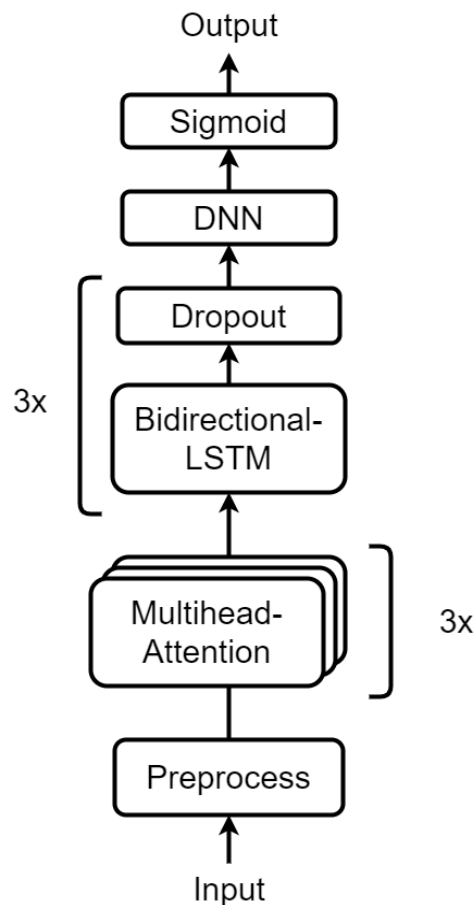 Output
Sigmoid
DNN
Dropout
3x
Bidirectional-
LSTM
Multihead-
Attention
3x
Preprocess
Input